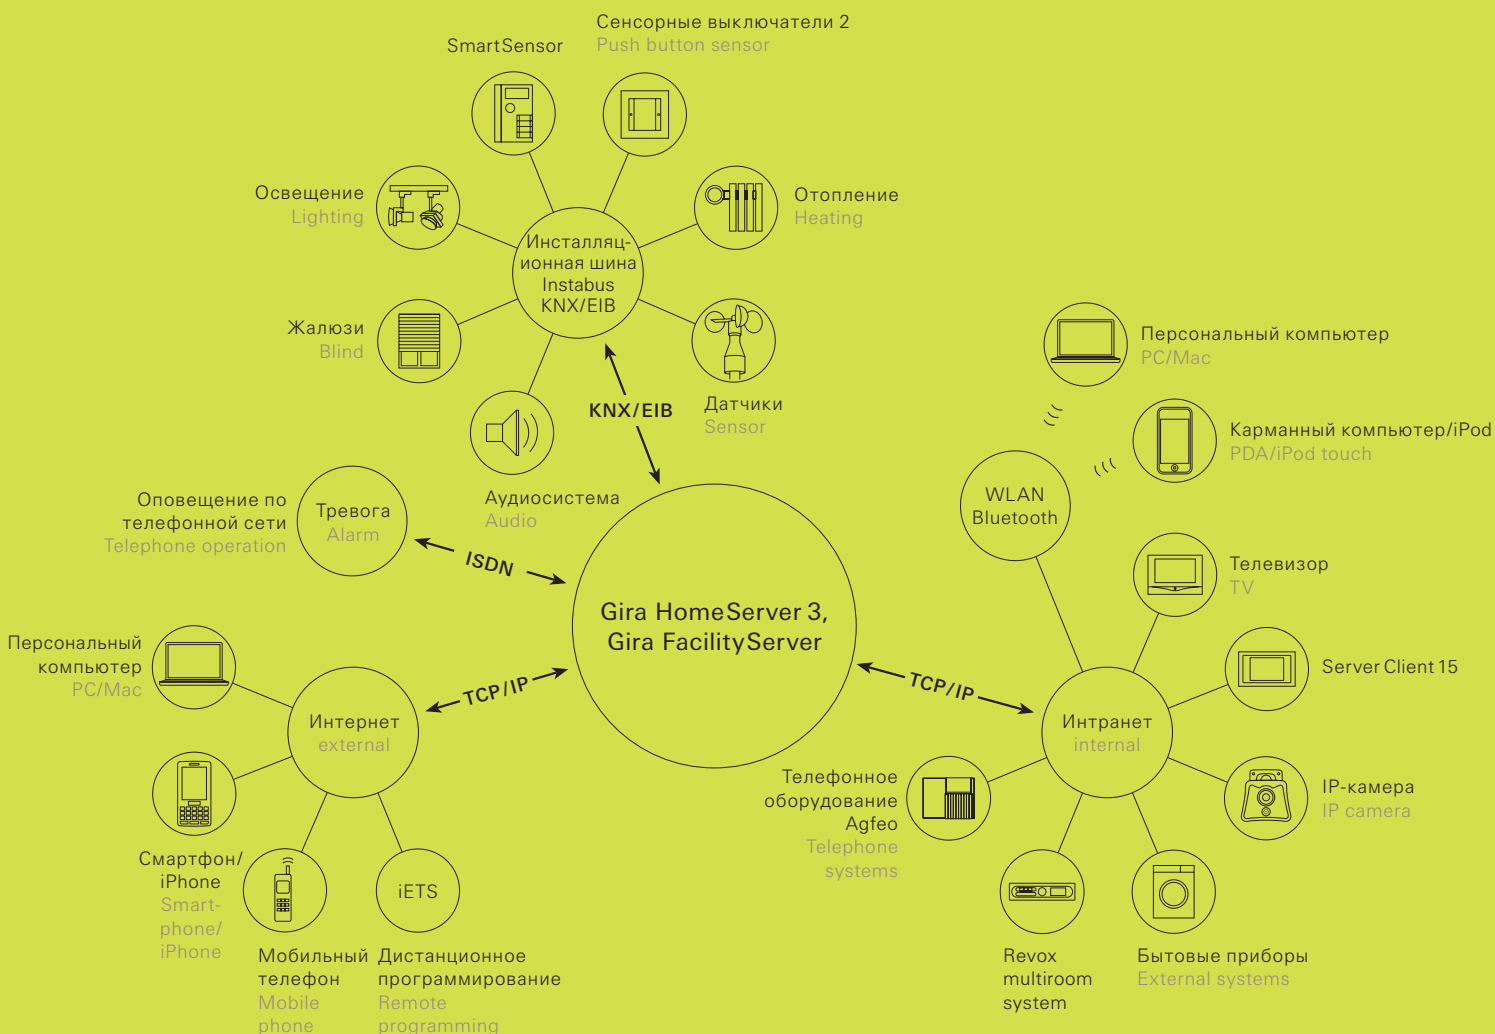 Сенсорные выключатели 2
Push button sensor
SmartSensor
Освещение
Lighting
Отопление
Heating
Инсталляц-
ионная шина
Instabus
KNX/EIB
Жалюзи
Blind
Датчики
Sensor
KNX/EIB
Аудиосистема
Audio
Персональный компьютер
PC/Mac
Карманный компьютер/iPod
PDA/iPod touch
WLAN
Bluetooth
Оповещение по
телефонной сети
Telephone operation
Тревога
Alarm
ISDN
Телевизор
TV
Gira HomeServer 3,
Gira FacilityServer
Персональный
компьютер
PC/Mac
TCP/IP
TCP/IP
Server Client 15
Интернет
external
Интранет
internal
Телефонное
оборудование
Agfeo
Telephone
systems
IP-камера
IP camera
Смартфон/
iPhone
Smart-
phone/
iPhone
iETS
Мобильный
телефон
Mobile
phone
Дистанционное
программирование
Remote
programming
Revox
multiroom
system
Бытовые приборы
External systems